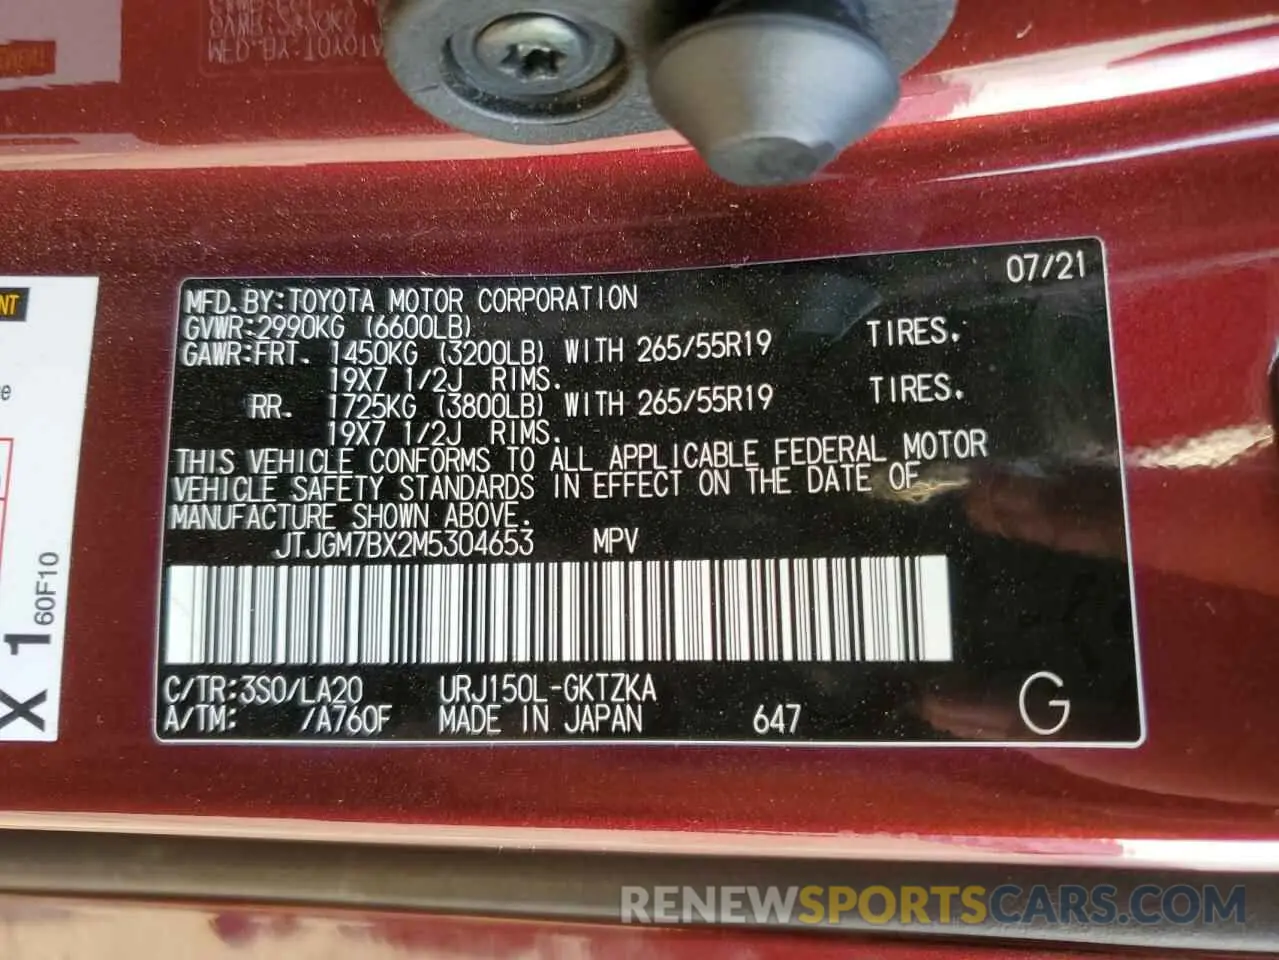 07/21
MFD.BY:TOYOTA MOTOR CORPORATION
GVWR:2990KG (6600LB)
GAWR:FRT. 1450KG (3200LB) WITH 265/55R19 TIRES.
19X7 1/2J RIMS.
RR. 1725KG (3800LB) WITH 265/55R19 TIRES.
19X7 1/2J RIMS.
THIS VEHICLE CONFORMS TO ALL APPLICABLE FEDERAL MOTOR
VEHICLE SAFETY STANDARDS IN EFFECT ON THE DATE OF
MANUFACTURE SHOWN ABOVE.
JTJGM7BX2M5304653 MPV
C/TR:3S0/LA20 URJ150L-GKTZKA
A/TM: /A760F MADE IN JAPAN 647 G
X 1
60F10
RENEWSPORTSCARS.COM